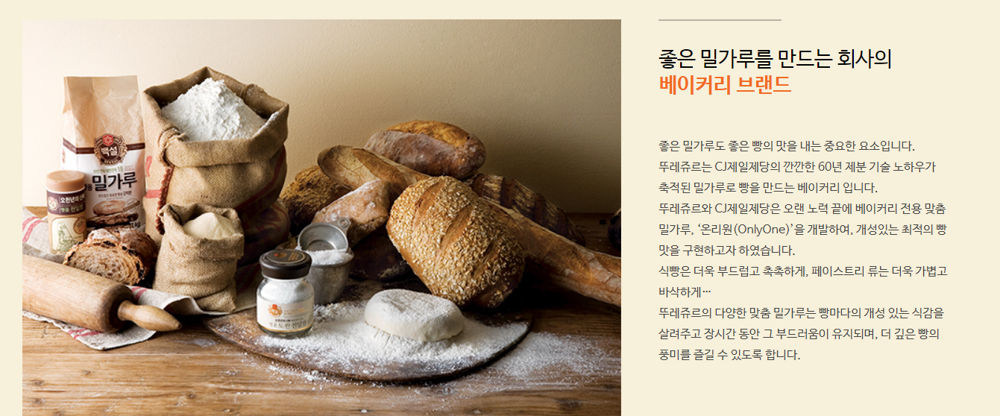 좋은 밀가루를 만드는 회사의
베이커리 브랜드
좋은 밀가루도 좋은 빵의 맛을 내는 중요한 요소입니다.
뚜레쥬르는 CJ제일제당의 깐깐한 60년 제분 기술 노하우가
축적된 밀가루로 빵을 만드는 베이커리 입니다.
뚜레쥬르와 CJ제일제당은 오랜 노력 끝에 베이커리 전용 맞춤
밀가루, ‘온리원(OnlyOne)’을 개발하여, 개성있는 최적의 빵
맛을 구현하고자 하였습니다.
식빵은 더욱 부드럽고 촉촉하게, 페이스트리 류는 더욱 가볍고
바삭하게…
뚜레쥬르의 다양한 맞춤 밀가루는 빵마다의 개성 있는 식감을
살려주고 장시간 동안 그 부드러움이 유지되며, 더 깊은 빵의
풍미를 즐길 수 있도록 합니다.
백설
밀가루
오천년의 신